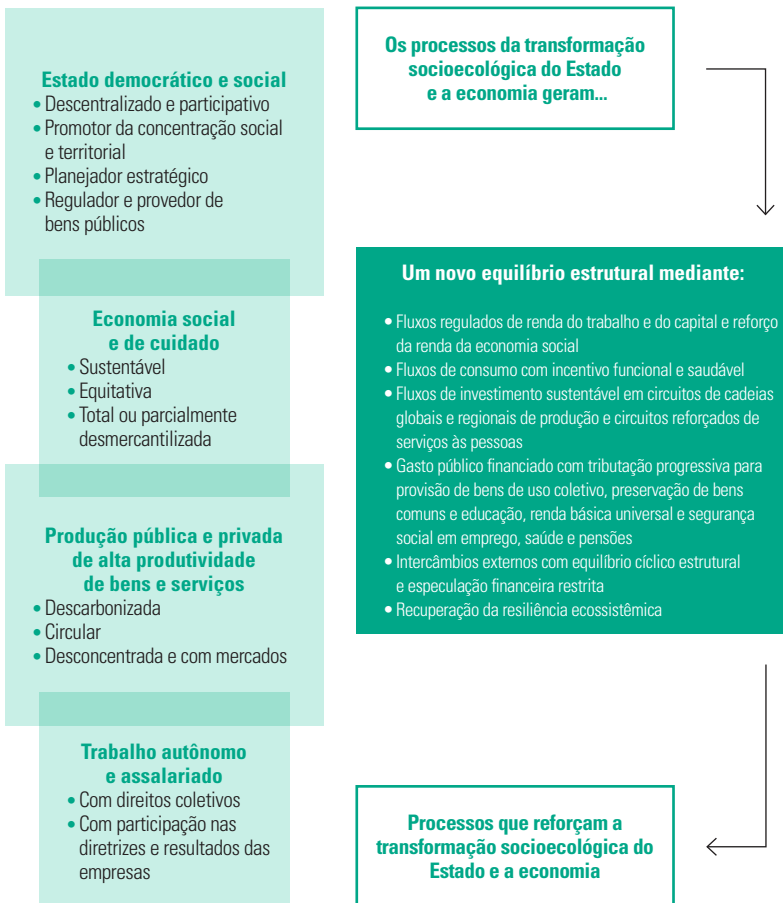 Estado democrático e social
• Descentralizado e participativo
• Promotor da concentração social
e territorial
• Planejador estratégico
• Regulador e provedor de
bens públicos
Economia social
e de cuidado
• Sustentável
• Equitativa
• Total ou parcialmente
desmercantilizada
Produção pública e privada
de alta produtividade
de bens e serviços
• Descarbonizada
• Circular
• Desconcentrada e com mercados
Trabalho autônomo
e assalariado
• Com direitos coletivos
• Com participação nas
diretrizes e resultados das
empresas
Os processos da transformação
socioecológica do Estado
e a economia geram...
Um novo equilíbrio estrutural mediante:
• Fluxos regulados de renda do trabalho e do capital e reforço
da renda da economia social
• Fluxos de consumo com incentivo funcional e saudável
• Fluxos de investimento sustentável em circuitos de cadeias
globais e regionais de produção e circuitos reforçados de
serviços às pessoas
• Gasto público financiado com tributação progressiva para
provisão de bens de uso coletivo, preservação de bens
comuns e educação, renda básica universal e segurança
social em emprego, saúde e pensões
• Intercâmbios externos com equilíbrio cíclico estrutural
e especulação financeira restrita
• Recuperação da resiliência ecossistêmica
Processos que reforçam a
transformação socioecológica do
Estado e a economia